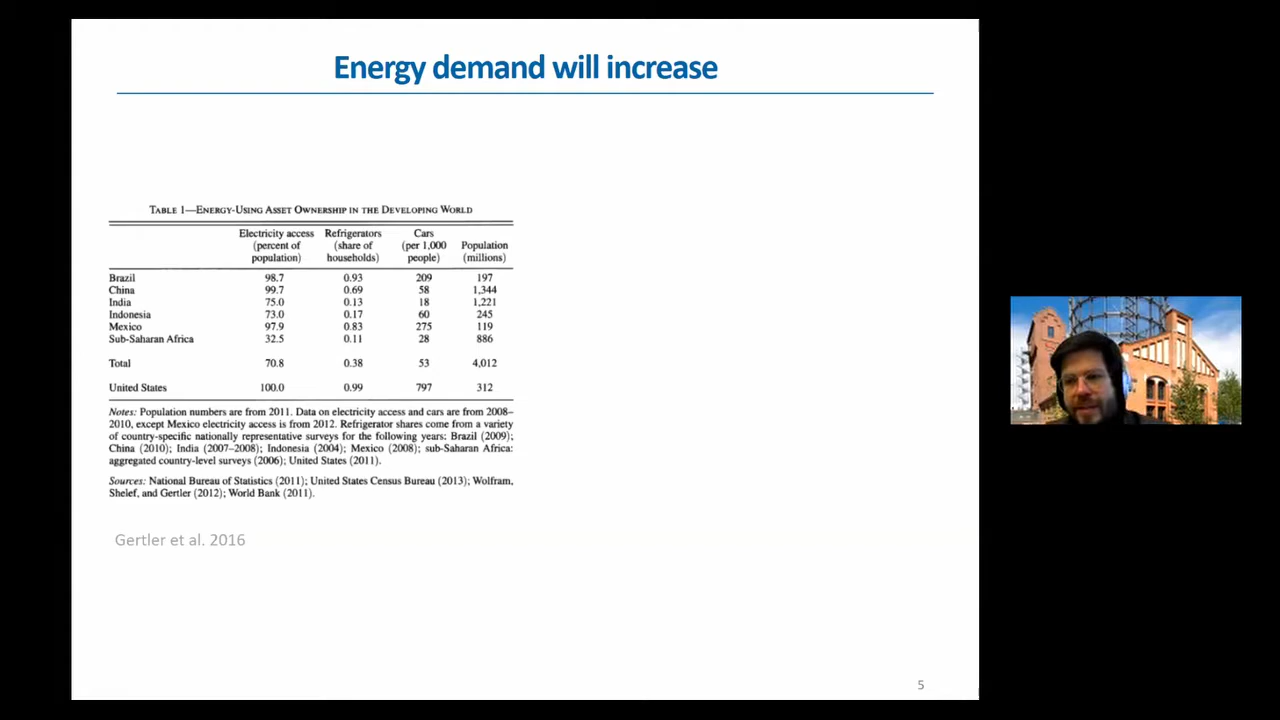 Energy demand will increase
TABLE 1—ENERGY-USING ASSET OWNERSHIP IN THE DEVELOPING WORLD
Electricity access (percent of population) Refrigerators (share of households) Cars (per 1,000 people) Population (millions)
Brazil 98.7 0.93 209 197
China 99.7 0.69 58 1,344
India 75.0 0.13 18 1,221
Indonesia 73.0 0.17 60 245
Mexico 97.9 0.83 275 119
Sub-Saharan Africa 32.5 0.11 28 886
Total 70.8 0.38 53 4,012
United States 100.0 0.99 797 312
Notes: Population numbers are from 2011. Data on electricity access and cars are from 2008–
2010, except Mexico electricity access is from 2012. Refrigerator shares come from a variety
of country-specific nationally representative surveys for the following years: Brazil (2009);
China (2010); India (2007–2008); Indonesia (2004); Mexico (2008); sub-Saharan Africa:
aggregated country-level surveys (2006); United States (2011).
Sources: National Bureau of Statistics (2011); United States Census Bureau (2013); Wolfram,
Shelef, and Gertler (2012); World Bank (2011).
Gertler et al. 2016
5